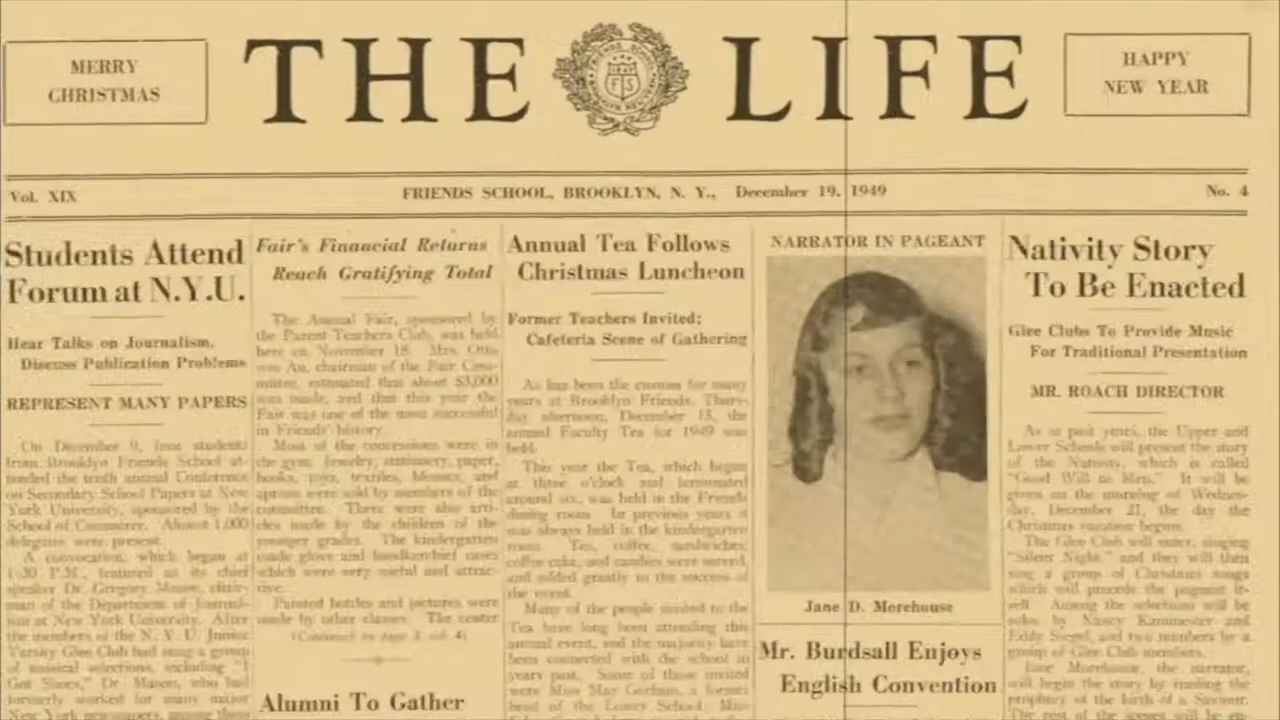 MERRY
CHRISTMAS
THE LIFE
HAPPY
NEW YEAR
Vol. XIX
FRIENDS SCHOOL, BROOKLYN, N. Y., December 19, 1949
No. 4
Students Attend
Forum at N.Y.U.
Hear Talks on Journalism,
Discuss Publication Problems
REPRESENT MANY PAPERS
On December 9, four students
from Brooklyn Friends School at-
tended the tenth annual Conference
on Secondary School Papers at New
York University, sponsored by the
School of Commerce. Almost 1,000
delegates were present.
A convocation, which began at
1:30 P.M., featured as its chief
speaker Dr. Gregory Mason, chair-
man of the Department of Journal-
ism at New York University. After
the members of the N. Y. U. Junior
Varsity Glee Club had sung a group
of musical selections, including "I
Got Shoes," Dr. Mason, who had
formerly worked for many major
New York newspapers, among them
Fair's Financial Returns
Reach Gratifying Total
The Annual Fair, sponsored by
the Parent Teachers Club, was held
here on November 18. Mrs. Otto
von Au, chairman of the Fair Com-
mittee, estimated that about $3,000
was made, and that this year the
Fair was one of the most successful
in Friends' history.
Most of the concessions were in
the gym. Jewelry, stationery, paper,
books, toys, textiles, blouses, and
aprons were sold by members of the
committee. There were also arti-
cles made by the children of the
younger grades. The kindergarten
made glove and handkerchief cases
which were very useful and attrac-
tive.
Painted bottles and pictures were
made by other classes. The center
(Continued on page 3, col. 4)
Alumni To Gather
Annual Tea Follows
Christmas Luncheon
Former Teachers Invited;
Cafeteria Scene of Gathering
As has been the custom for many
years at Brooklyn Friends, Thurs-
day afternoon, December 15, the
annual Faculty Tea for 1949 was
held.
This year the Tea, which began
at three o'clock and terminated
around six, was held in the Friends
dining room. In previous years it
was always held in the kindergarten
room. Tea, coffee, sandwiches,
coffee cake, and candies were served,
and added greatly to the success of
the event.
Many of the people invited to the
Tea have long been attending this
annual event, and the majority have
been connected with the school in
years past. Some of those invited
were Miss May Gorham, a former
head of the Lower School; Miss
NARRATOR IN PAGEANT
Jane D. Morehouse
Mr. Burdsall Enjoys
English Convention
Nativity Story
To Be Enacted
Glee Clubs To Provide Music
For Traditional Presentation
MR. ROACH DIRECTOR
As in past years, the Upper and
Lower Schools will present the story
of the Nativity, which is called
"Good Will to Men." It will be
given on the morning of Wednes-
day, December 21, the day the
Christmas vacation begins.
The Glee Club will enter, singing
"Silent Night," and they will then
sing a group of Christmas songs
which will precede the pageant it-
self. Among the selections will be
solos by Nancy Kammester and
Eddy Siegel, and two numbers by a
group of Glee Club members.
Jane Morehouse, the narrator,
will begin the story by reading the
prophecy of the birth of a Saviour.
The rest of the scenes will be